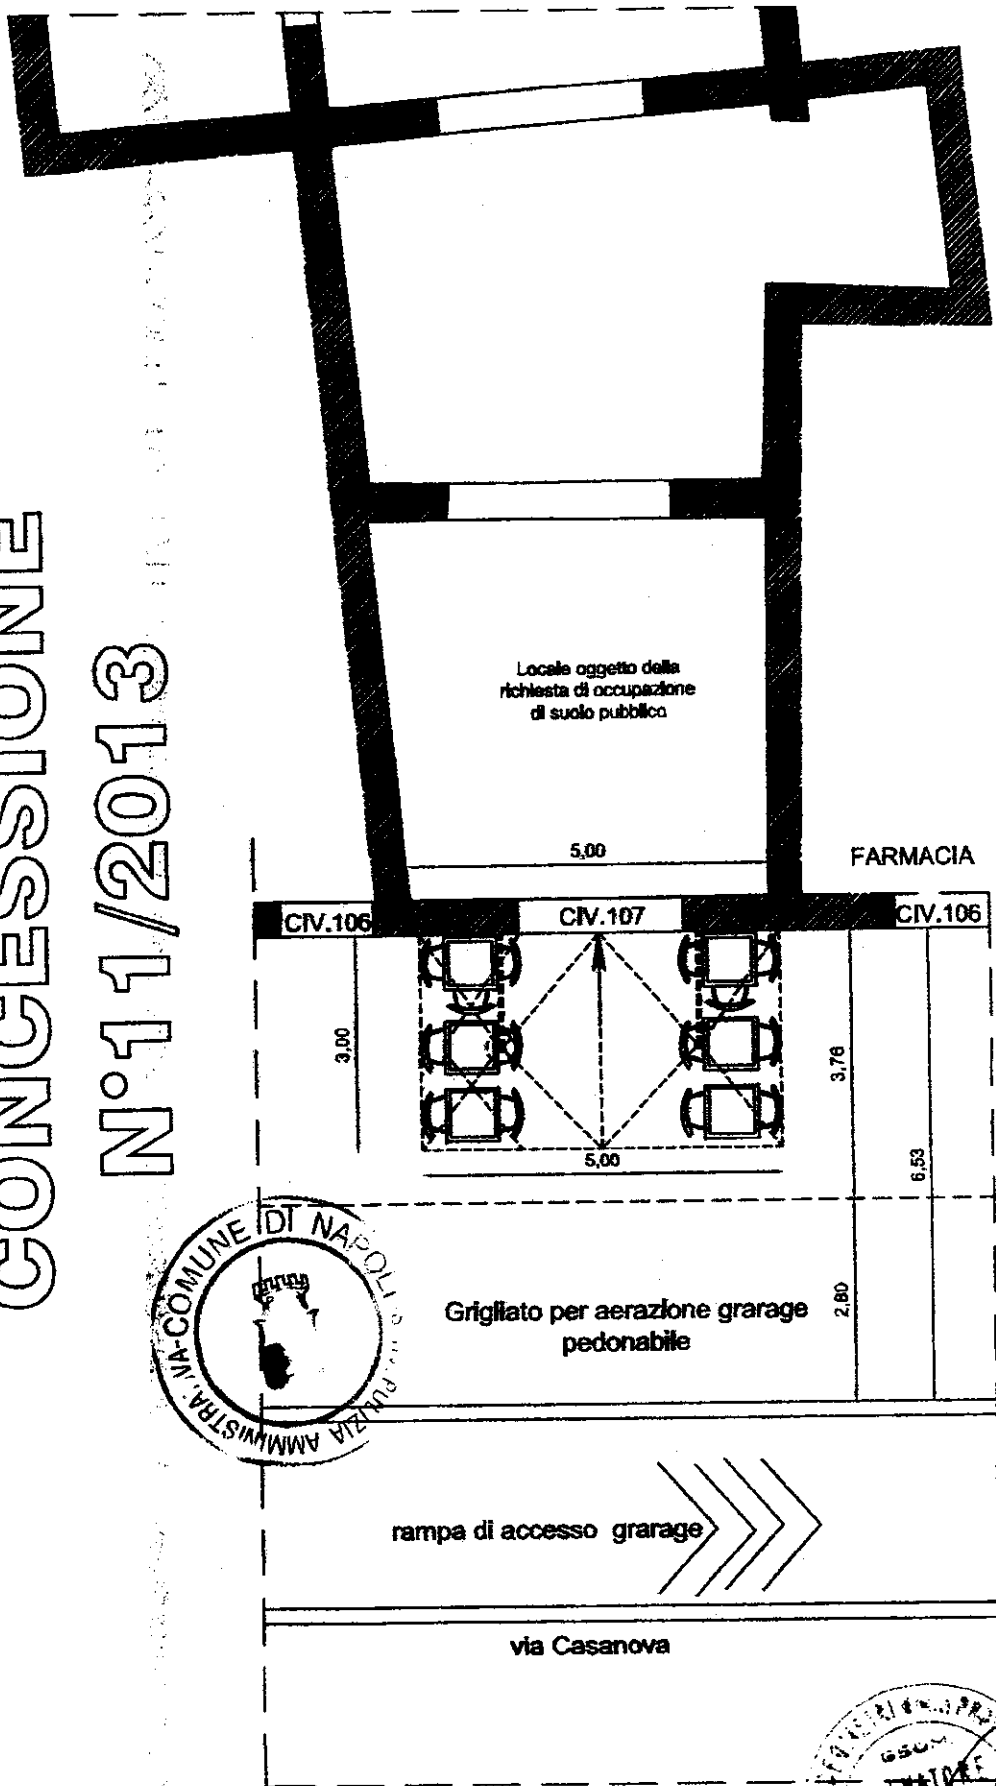 CONCESSIONE
N°11/2013
Locale oggetto della
richiesta di occupazione
di suolo pubblico
5,00
FARMACIA
CIV.106
CIV.107
CIV.106
3,00
3,76
6,53
5,00
COMUNE DI NAPOLI
AMMINISTRA
Grigliato per aerazione grarage
pedonabile
2,80
rampa di accesso grarage
via Casanova